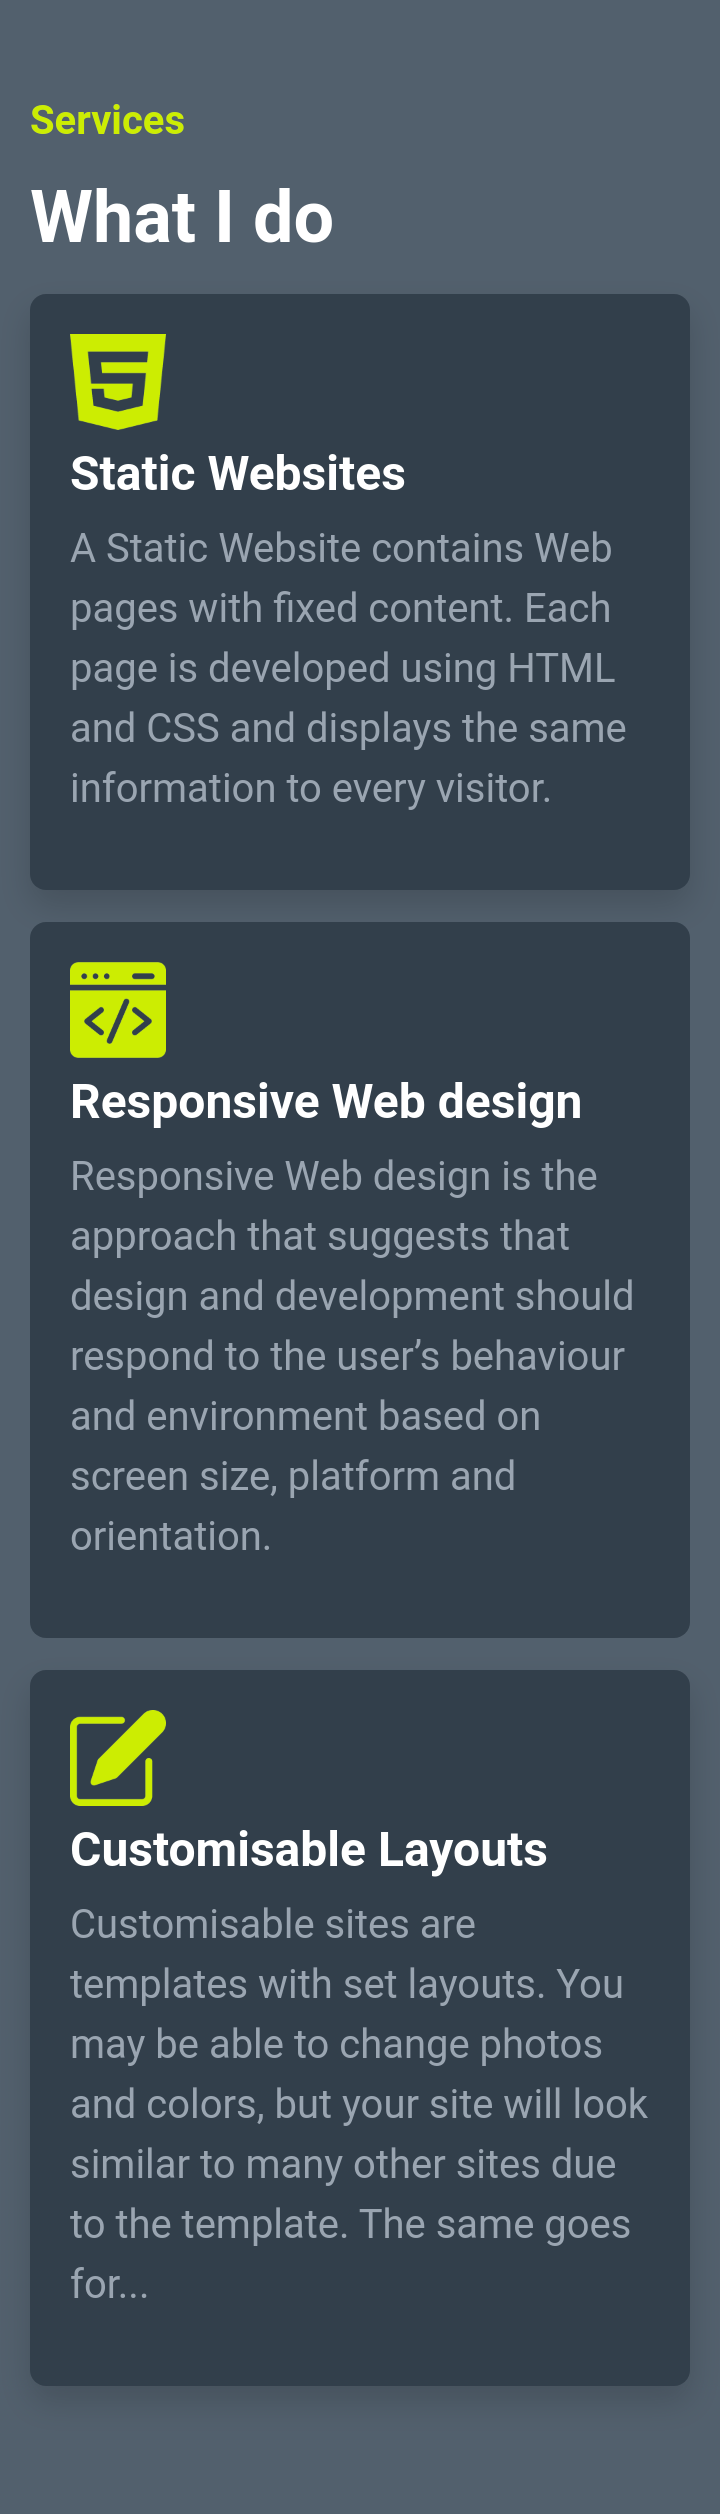 Services
What I do
Static Websites
A Static Website contains Web
pages with fixed content. Each
page is developed using HTML
and CSS and displays the same
information to every visitor.
Responsive Web design
Responsive Web design is the
approach that suggests that
design and development should
respond to the user’s behaviour
and environment based on
screen size, platform and
orientation.
Customisable Layouts
Customisable sites are
templates with set layouts. You
may be able to change photos
and colors, but your site will look
similar to many other sites due
to the template. The same goes
for...